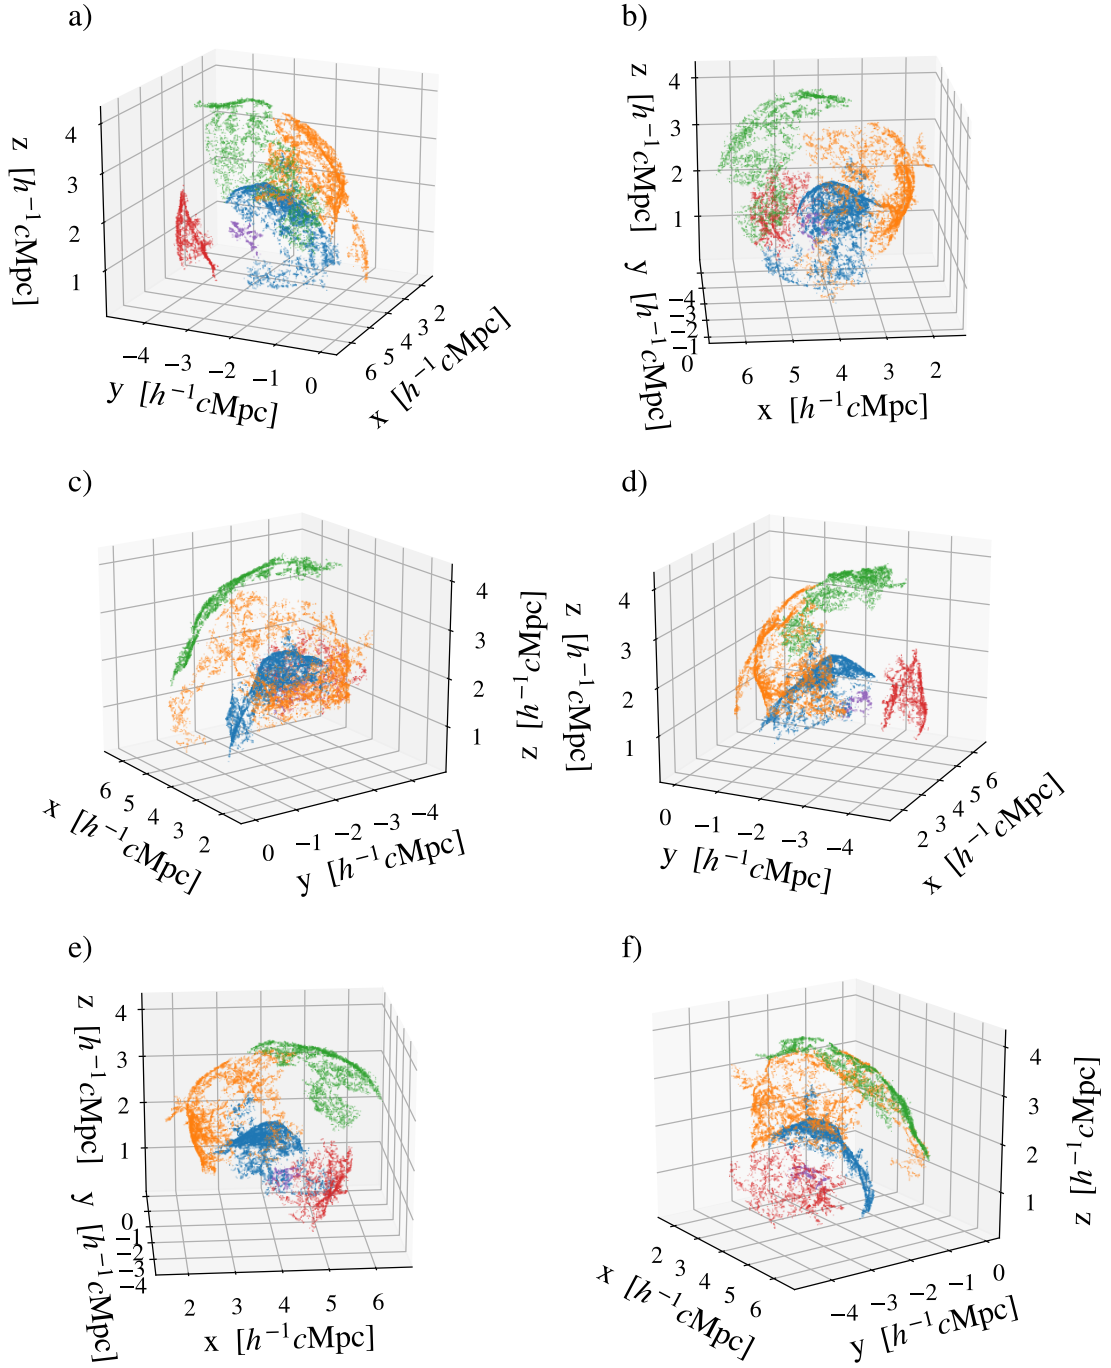 a)
z [h⁻¹cMpc]
4
3
2
1
−4 −3 −2 −1 0
y [h⁻¹cMpc]
6 5 4 3 2
x [h⁻¹cMpc]
b)
z [h⁻¹cMpc]
4
3
2
1
y [h⁻¹cMpc]
−4
−3
−2
−1
0
6 5 4 3 2
x [h⁻¹cMpc]
c)
z [h⁻¹cMpc]
4
3
2
1
6 5 4 3 2
x [h⁻¹cMpc]
0 −1 −2 −3 −4
y [h⁻¹cMpc]
d)
z [h⁻¹cMpc]
4
3
2
1
0 −1 −2 −3 −4
y [h⁻¹cMpc]
2 3 4 5 6
x [h⁻¹cMpc]
e)
z [h⁻¹cMpc]
4
3
2
1
y [h⁻¹cMpc]
0
−1
−2
−3
−4
2 3 4 5 6
x [h⁻¹cMpc]
f)
z [h⁻¹cMpc]
4
3
2
1
2 3 4 5 6
x [h⁻¹cMpc]
−4 −3 −2 −1 0
y [h⁻¹cMpc]